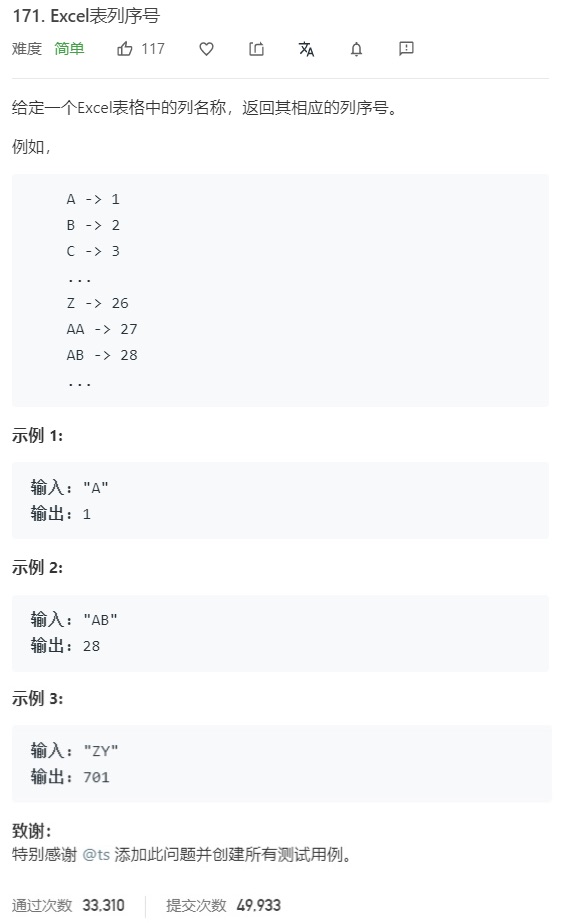 171. Excel表列序号
难度 简单 117
给定一个Excel表格中的列名称，返回其相应的列序号。
例如，
A -> 1
B -> 2
C -> 3
...
Z -> 26
AA -> 27
AB -> 28
...
示例 1:
输入: "A"
输出: 1
示例 2:
输入: "AB"
输出: 28
示例 3:
输入: "ZY"
输出: 701
致谢：
特别感谢 @ts 添加此问题并创建所有测试用例。
通过次数 33,310 提交次数 49,933